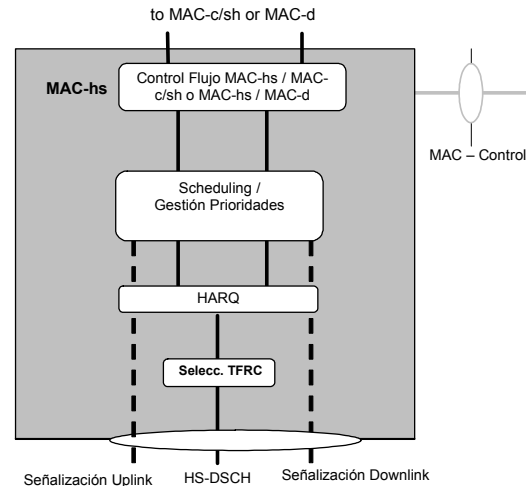 to MAC-c/sh or MAC-d
MAC-hs
Control Flujo MAC-hs / MAC-
c/sh o MAC-hs / MAC-d
MAC – Control
Scheduling /
Gestión Prioridades
HARQ
Selecc. TFRC
Señalización Uplink
HS-DSCH
Señalización Downlink